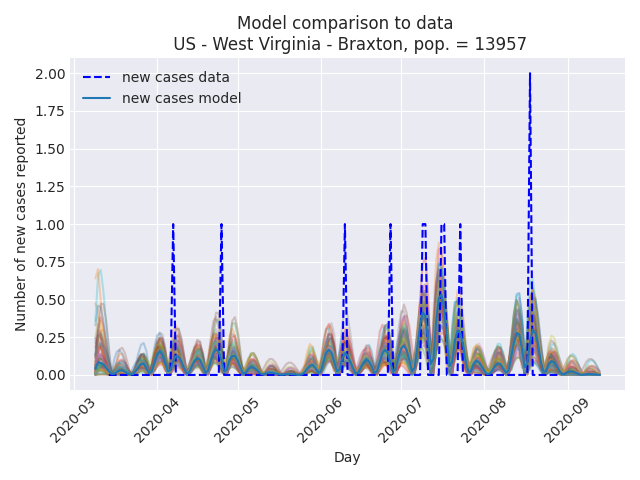 Model comparison to data
US - West Virginia - Braxton, pop. = 13957
new cases data
new cases model
Number of new cases reported
2.00
1.75
1.50
1.25
1.00
0.75
0.50
0.25
0.00
2020-03
2020-04
2020-05
2020-06
2020-07
2020-08
2020-09
Day